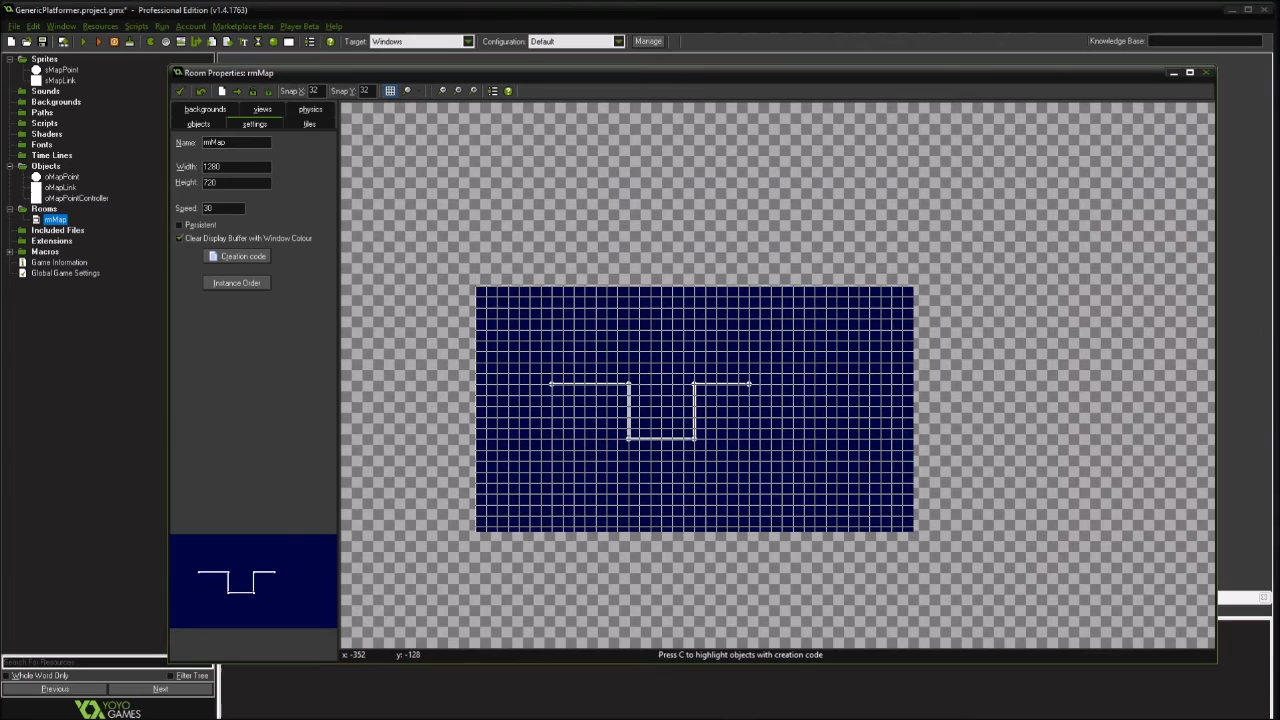 GenericPlatformer.project.gmx* - Professional Edition (v1.4.1763)
File Edit Window Resources Scripts Run Account Marketplace Beta Player Beta Help
Target: Windows Configuration: Default Manage Knowledge Base:
Sprites
sMapPoint
sMapLink
Sounds
Backgrounds
Paths
Scripts
Shaders
Fonts
Time Lines
Objects
oMapPoint
oMapLink
oMapPointController
Rooms
rmMap
Included Files
Extensions
Macros
Game Information
Global Game Settings
Search For Resources
Whole Word Only Filter Tree
Previous Next
YOYO
GAMES
Room Properties: rmMap
Snap X: 32 Snap Y: 32
backgrounds views physics
objects settings tiles
Name: rmMap
Width: 1280
Height: 720
Speed: 30
Persistent
Clear Display Buffer with Window Colour
Creation code
Instance Order
x: -352 y: -128 Press C to highlight objects with creation code